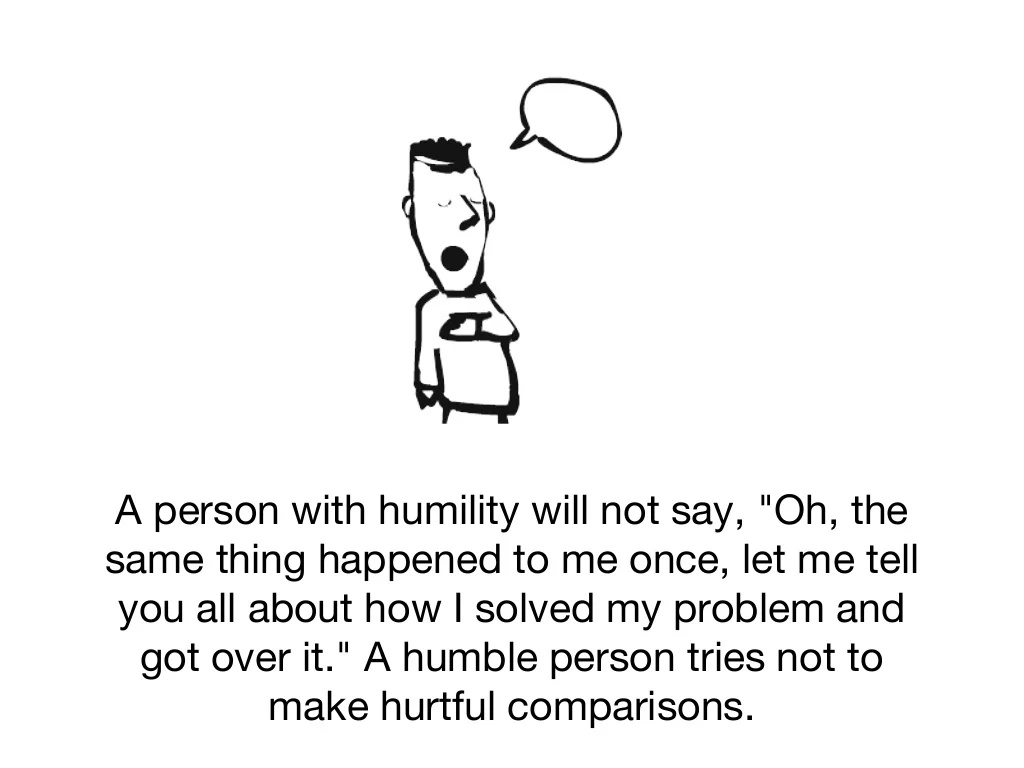 A person with humility will not say, "Oh, the
same thing happened to me once, let me tell
you all about how I solved my problem and
got over it." A humble person tries not to
make hurtful comparisons.